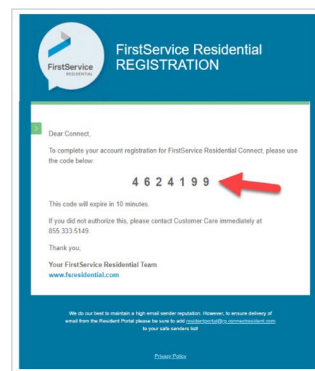 FirstService
RESIDENTIAL
FirstService Residential
REGISTRATION
Dear Connect,
To complete your account registration for FirstService Residential Connect, please use
the code below:
4 6 2 4 1 9 9
This code will expire in 10 minutes.
If you did not authorize this, please contact Customer Care immediately at
855.333.5149.
Thank you,
Your FirstService Residential Team
www.fsresidential.com
We do our best to maintain a high email sender reputation. However, to ensure delivery of
email from the Resident Portal please be sure to add
to your safe senders list!
Privacy Policy